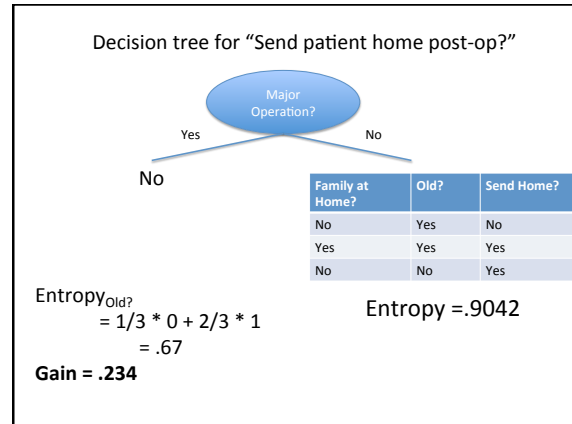 Decision tree for “Send patient home post-op?”
Major
Operation?
Yes No
No
Family at Home? Old? Send Home?
No Yes No
Yes Yes Yes
No No Yes
Entropy =.9042
Entropy Old?
= 1/3 * 0 + 2/3 * 1
= .67
Gain = .234